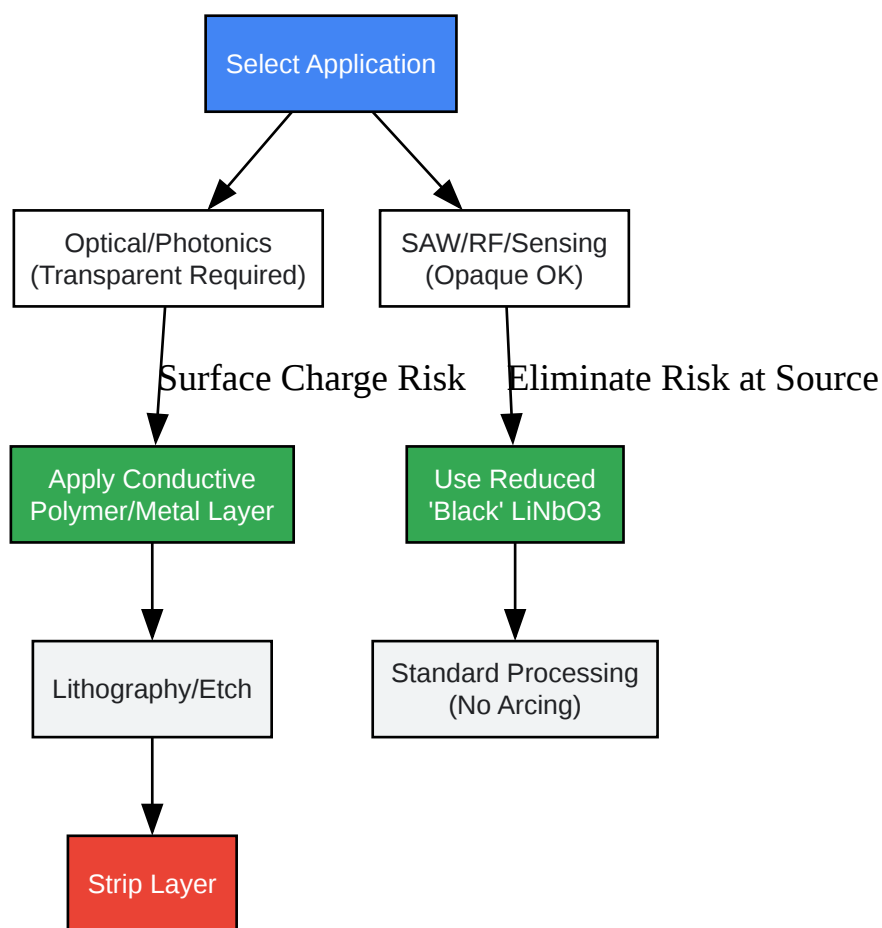 Select Application
Optical/Photonics
(Transparent Required)
SAW/RF/Sensing
(Opaque OK)
Surface Charge Risk
Eliminate Risk at Source
Apply Conductive
Polymer/Metal Layer
Use Reduced
'Black' LiNbO3
Lithography/Etch
Standard Processing
(No Arcing)
Strip Layer